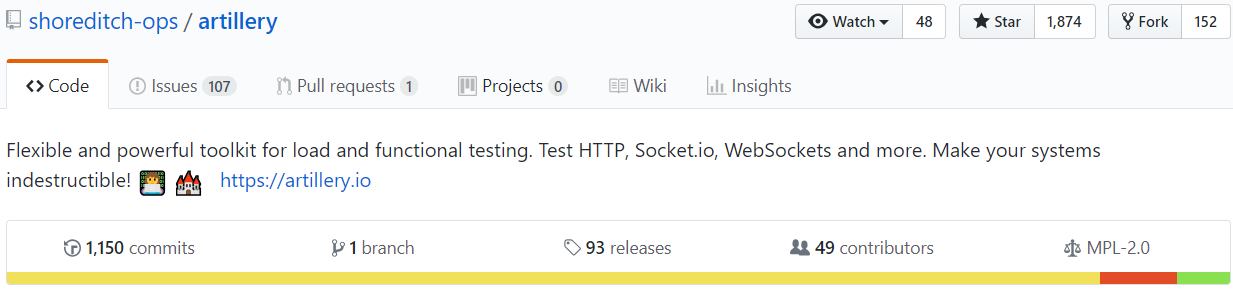 shoreditch-ops / artillery
Watch 48 Star 1,874 Fork 152
Code Issues 107 Pull requests 1 Projects 0 Wiki Insights
Flexible and powerful toolkit for load and functional testing. Test HTTP, Socket.io, WebSockets and more. Make your systems
indestructible! https://artillery.io
1,150 commits 1 branch 93 releases 49 contributors MPL-2.0